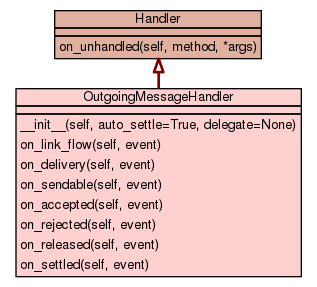 Handler
on_unhandled(self, method, *args)
OutgoingMessageHandler
__init__(self, auto_settle=True, delegate=None)
on_link_flow(self, event)
on_delivery(self, event)
on_sendable(self, event)
on_accepted(self, event)
on_rejected(self, event)
on_released(self, event)
on_settled(self, event)